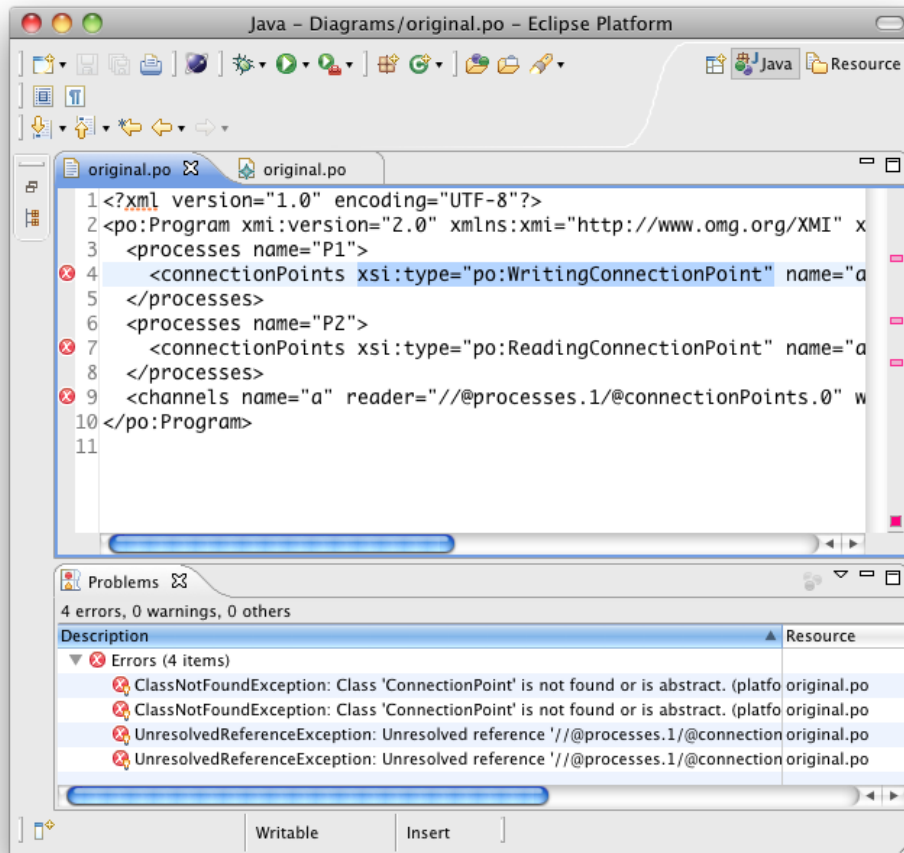 Java – Diagrams/original.po – Eclipse Platform
Java Resource
original.po original.po
1 <?xml version="1.0" encoding="UTF-8"?>
2 <po:Program xmi:version="2.0" xmlns:xmi="http://www.omg.org/XMI" x
3 <processes name="P1">
4 <connectionPoints xsi:type="po:WritingConnectionPoint" name="a
5 </processes>
6 <processes name="P2">
7 <connectionPoints xsi:type="po:ReadingConnectionPoint" name="a
8 </processes>
9 <channels name="a" reader="//@processes.1/@connectionPoints.0" w
10 </po:Program>
11
Problems
4 errors, 0 warnings, 0 others
Description Resource
Errors (4 items)
ClassNotFoundException: Class 'ConnectionPoint' is not found or is abstract. (platfo original.po
ClassNotFoundException: Class 'ConnectionPoint' is not found or is abstract. (platfo original.po
UnresolvedReferenceException: Unresolved reference '//@processes.1/@connection original.po
UnresolvedReferenceException: Unresolved reference '//@processes.1/@connection original.po
Writable Insert